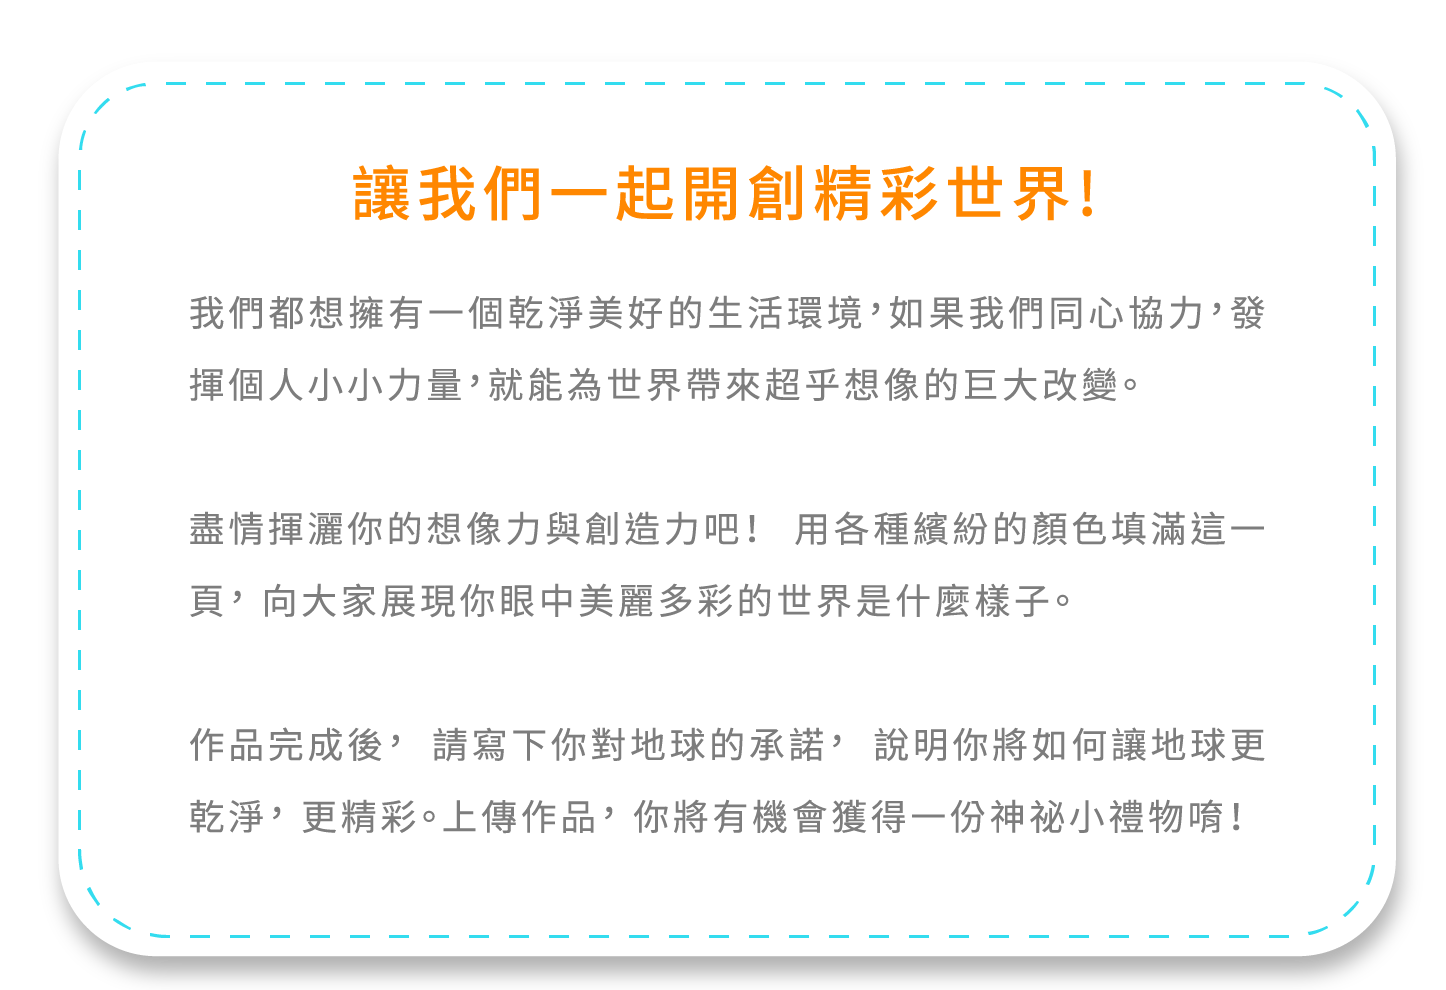 讓我們一起開創精彩世界！
我們都想擁有一個乾淨美好的生活環境，如果我們同心協力，發
揮個人小小力量，就能為世界帶來超乎想像的巨大改變。
盡情揮灑你的想像力與創造力吧！ 用各種繽紛的顏色填滿這一
頁，向大家展現你眼中美麗多彩的世界是什麼樣子。
作品完成後， 請寫下你對地球的承諾， 說明你將如何讓地球更
乾淨，更精彩。上傳作品，你將有機會獲得一份神祕小禮物唷！